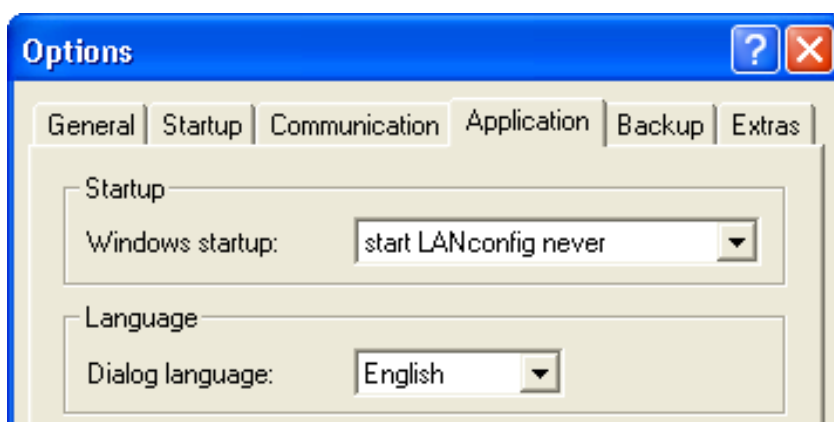 Options
General Startup Communication Application Backup Extras
Startup
Windows startup: start LANconfig never
Language
Dialog language: English